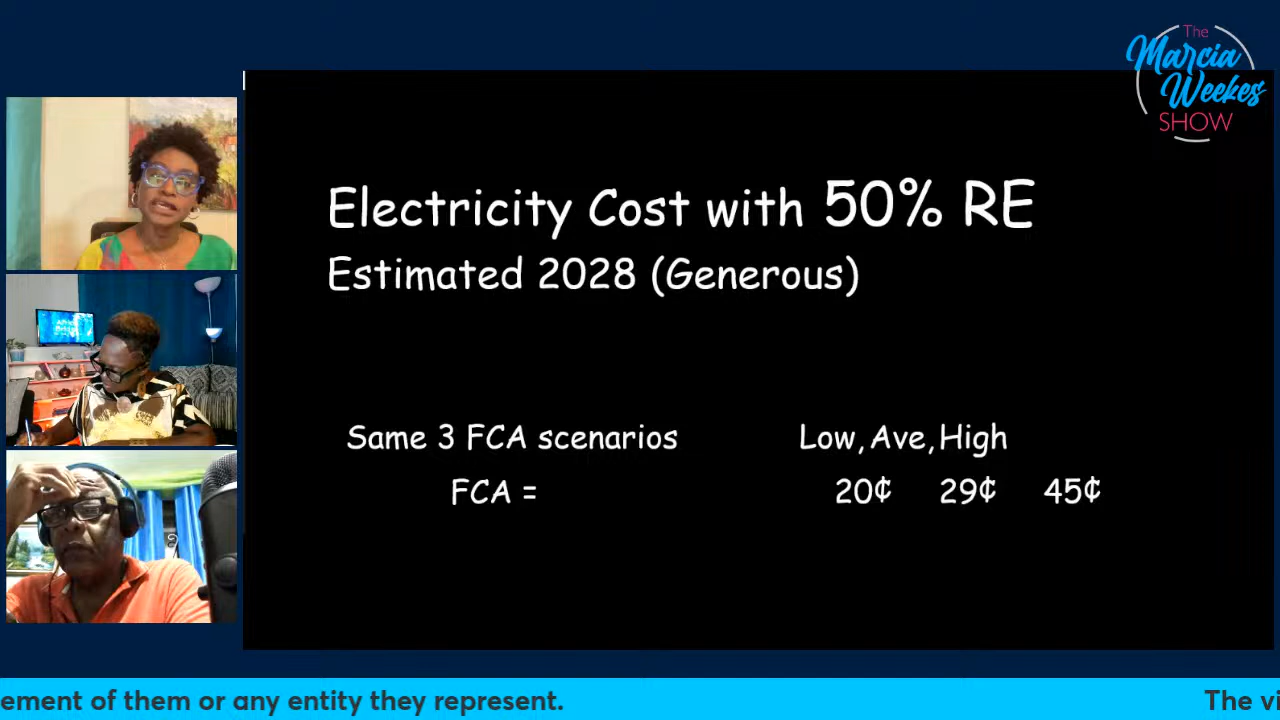 The
Marcia
Weekes
SHOW
Electricity Cost with 50% RE
Estimated 2028 (Generous)
Same 3 FCA scenarios Low, Ave, High
FCA = 20¢ 29¢ 45¢
ement of them or any entity they represent. The vi